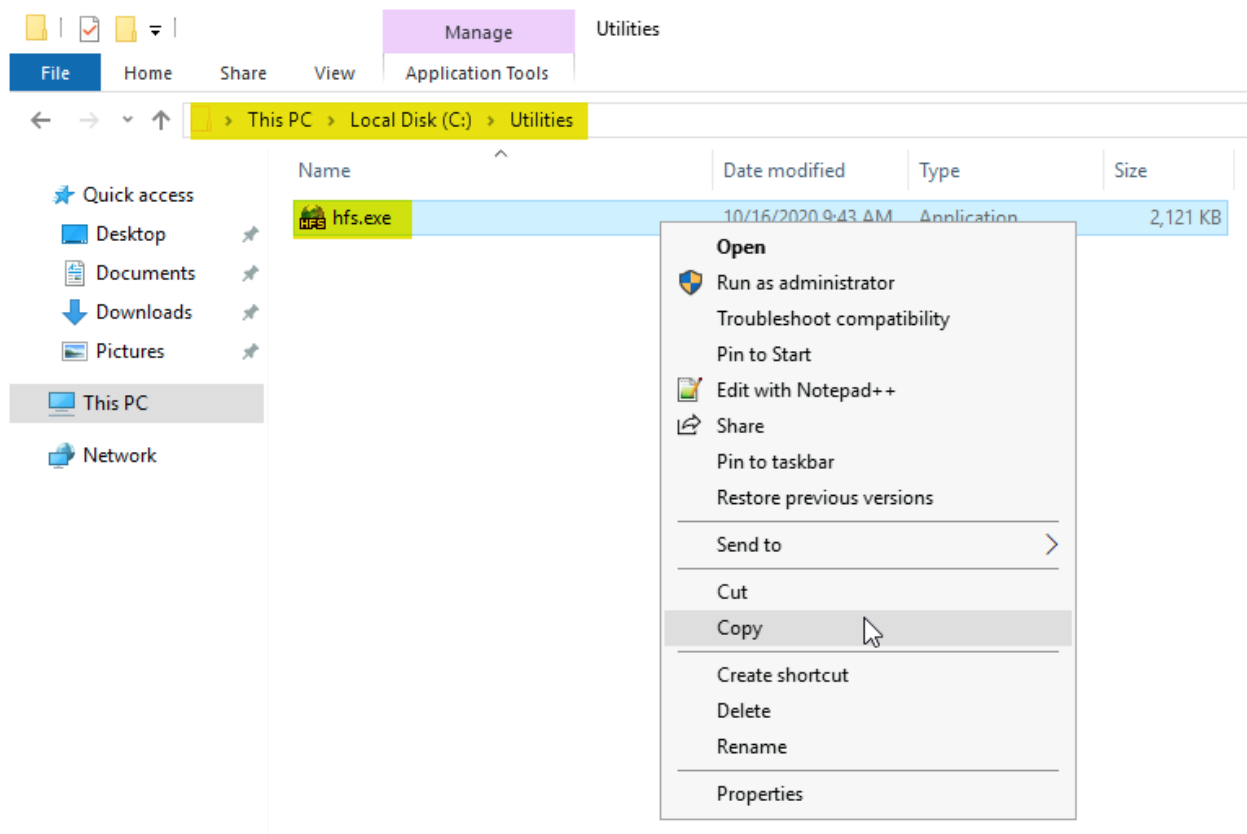 Manage
Utilities
File
Home
Share
View
Application Tools
This PC
Local Disk (C:)
Utilities
Name
Date modified
Type
Size
Quick access
Desktop
Documents
Downloads
Pictures
This PC
Network
HFS
hfs.exe
10/16/2020 9:43 AM
Application
2,121 KB
Open
Run as administrator
Troubleshoot compatibility
Pin to Start
Edit with Notepad++
Share
Pin to taskbar
Restore previous versions
Send to
Cut
Copy
Create shortcut
Delete
Rename
Properties